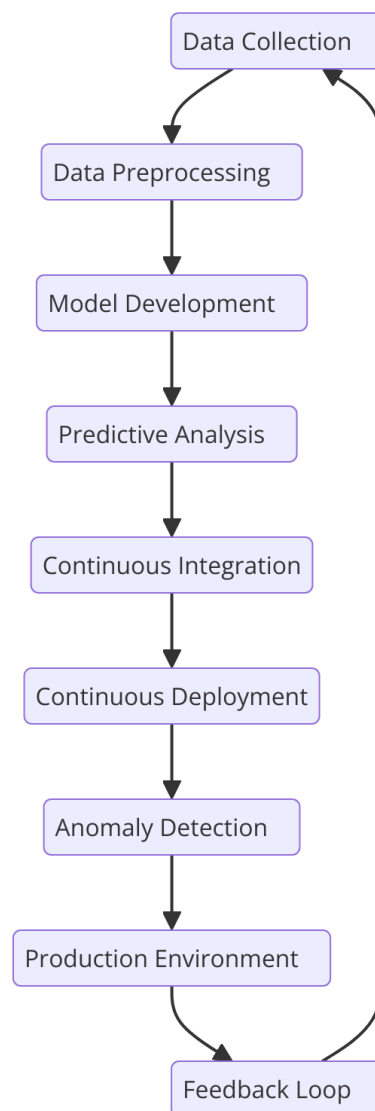 Data Collection
Data Preprocessing
Model Development
Predictive Analysis
Continuous Integration
Continuous Deployment
Anomaly Detection
Production Environment
Feedback Loop